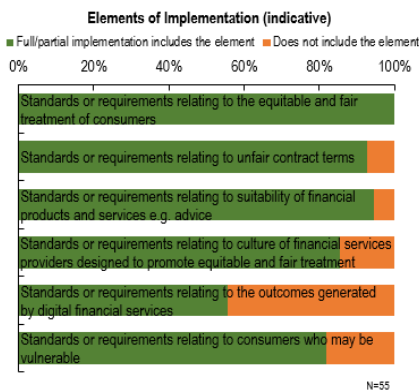 Elements of Implementation (indicative)
Full/partial implementation includes the element Does not include the element
0% 20% 40% 60% 80% 100%
Standards or requirements relating to the equitable and fair
treatment of consumers
Standards or requirements relating to unfair contract terms
Standards or requirements relating to suitability of financial
products and services e.g. advice
Standards or requirements relating to culture of financial services
providers designed to promote equitable and fair treatment
Standards or requirements relating to the outcomes generated
by digital financial services
Standards or requirements relating to consumers who may be
vulnerable
N=55